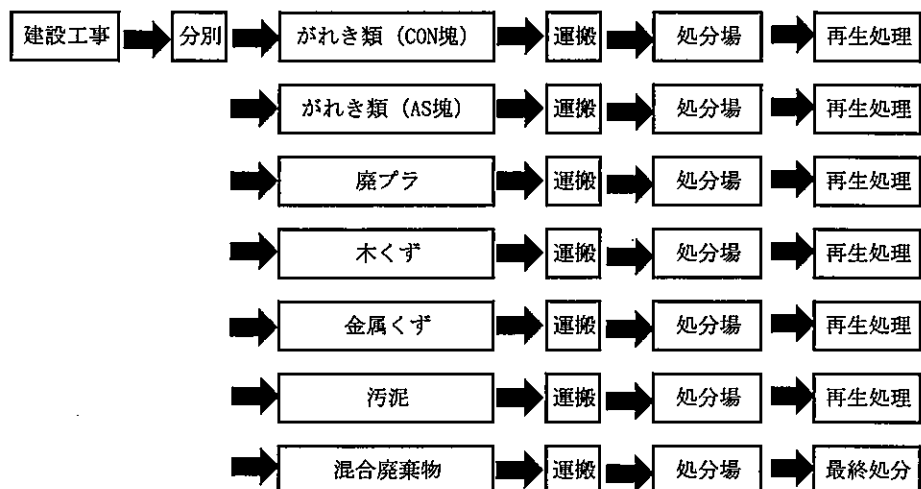 建設工事 分別 がれき類（CON塊） 運搬 処分場 再生処理
がれき類（AS塊） 運搬 処分場 再生処理
廃プラ 運搬 処分場 再生処理
木くず 運搬 処分場 再生処理
金属くず 運搬 処分場 再生処理
汚泥 運搬 処分場 再生処理
混合廃棄物 運搬 処分場 最終処分